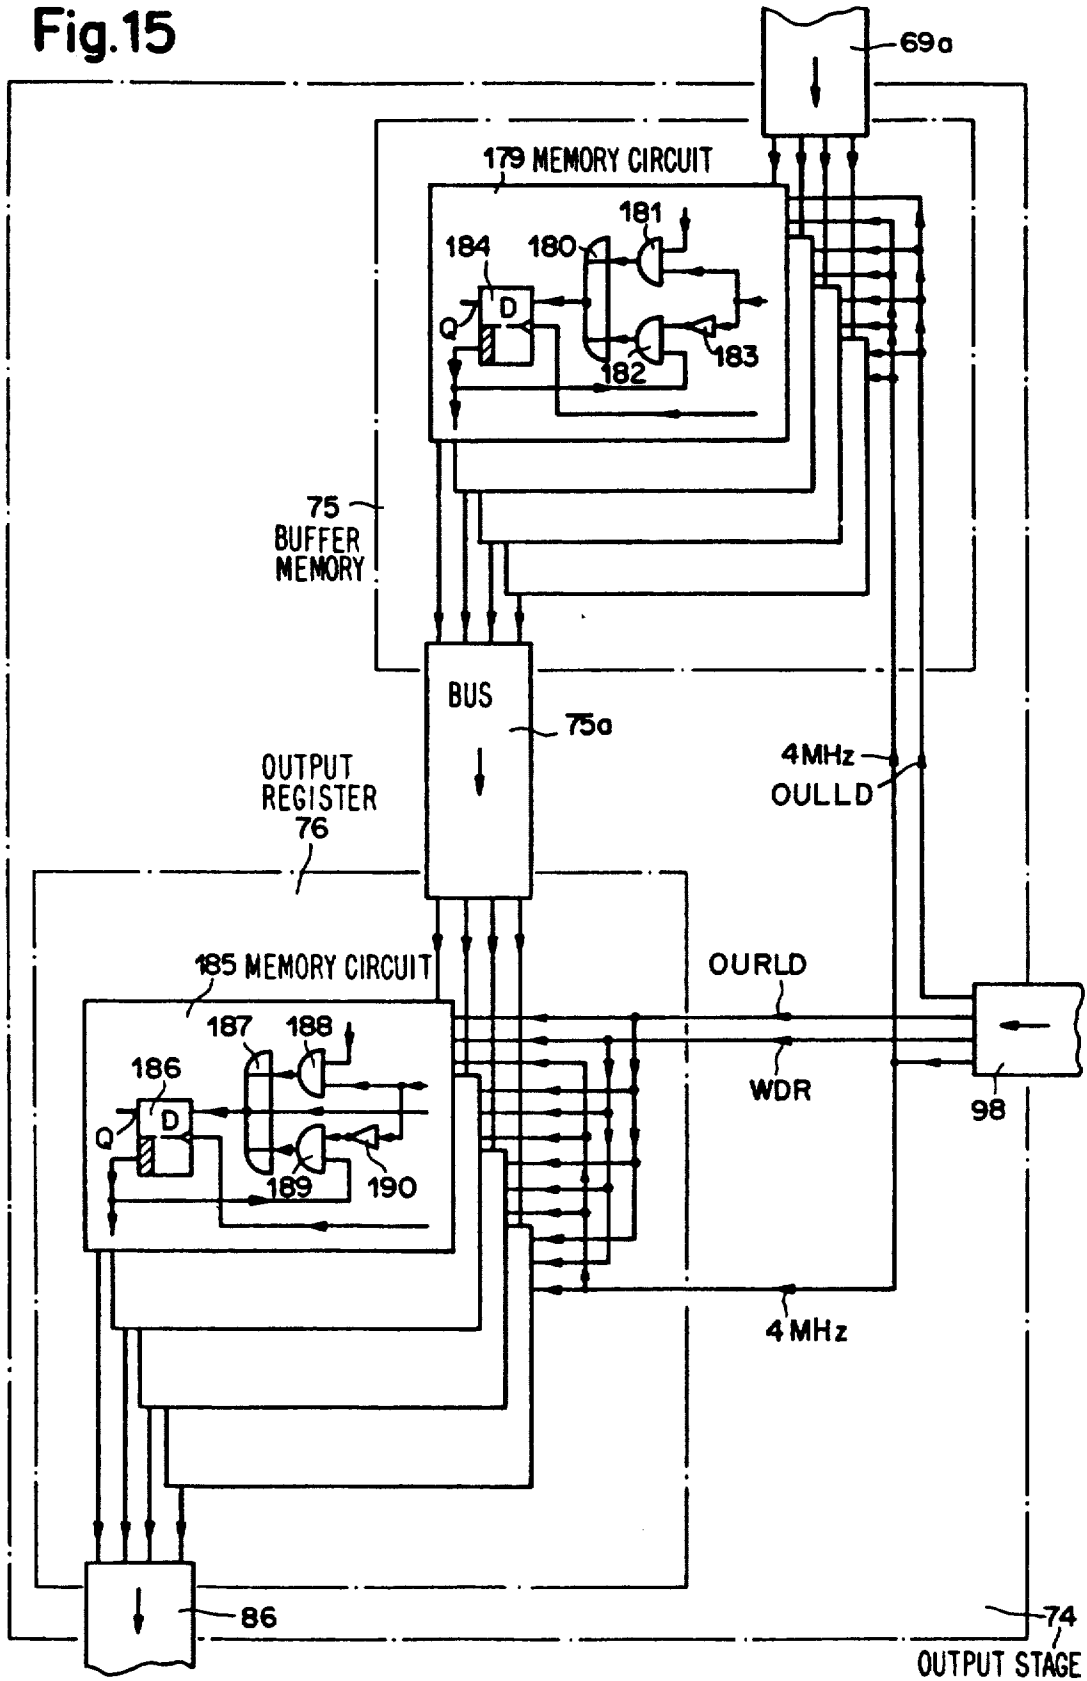 Fig.15
69a
179 MEMORY CIRCUIT
181
184
180
D
Q
183
182
75
BUFFER
MEMORY
BUS
75a
4MHz
OULLD
OUTPUT
REGISTER
76
185 MEMORY CIRCUIT
OURLD
187
188
186
D
WDR
98
Q
189
190
4MHz
86
74
OUTPUT STAGE